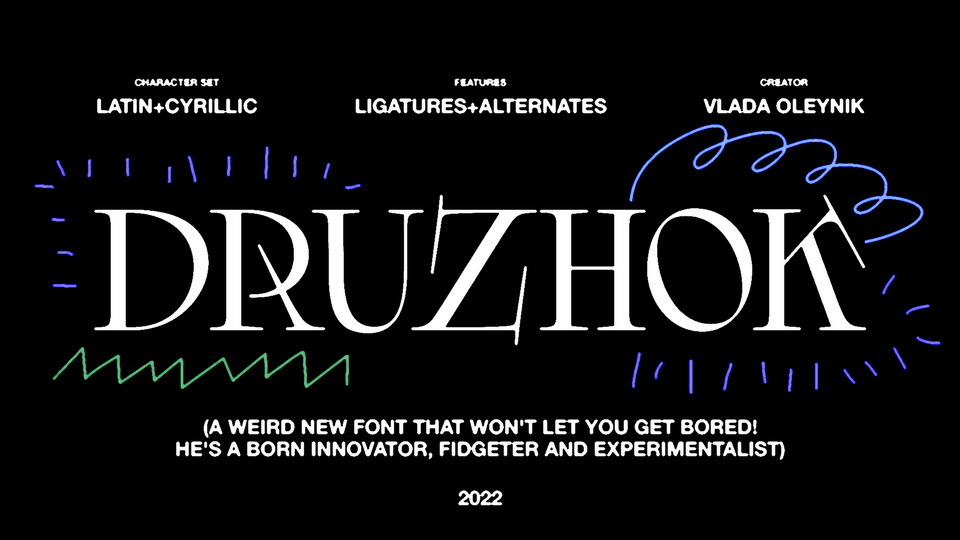 CHARACTER SET
LATIN+CYRILLIC
FEATURES
LIGATURES+ALTERNATES
CREATOR
VLADA OLEYNIK
DRUZHOK
(A WEIRD NEW FONT THAT WON'T LET YOU GET BORED!
HE'S A BORN INNOVATOR, FIDGETER AND EXPERIMENTALIST)
2022